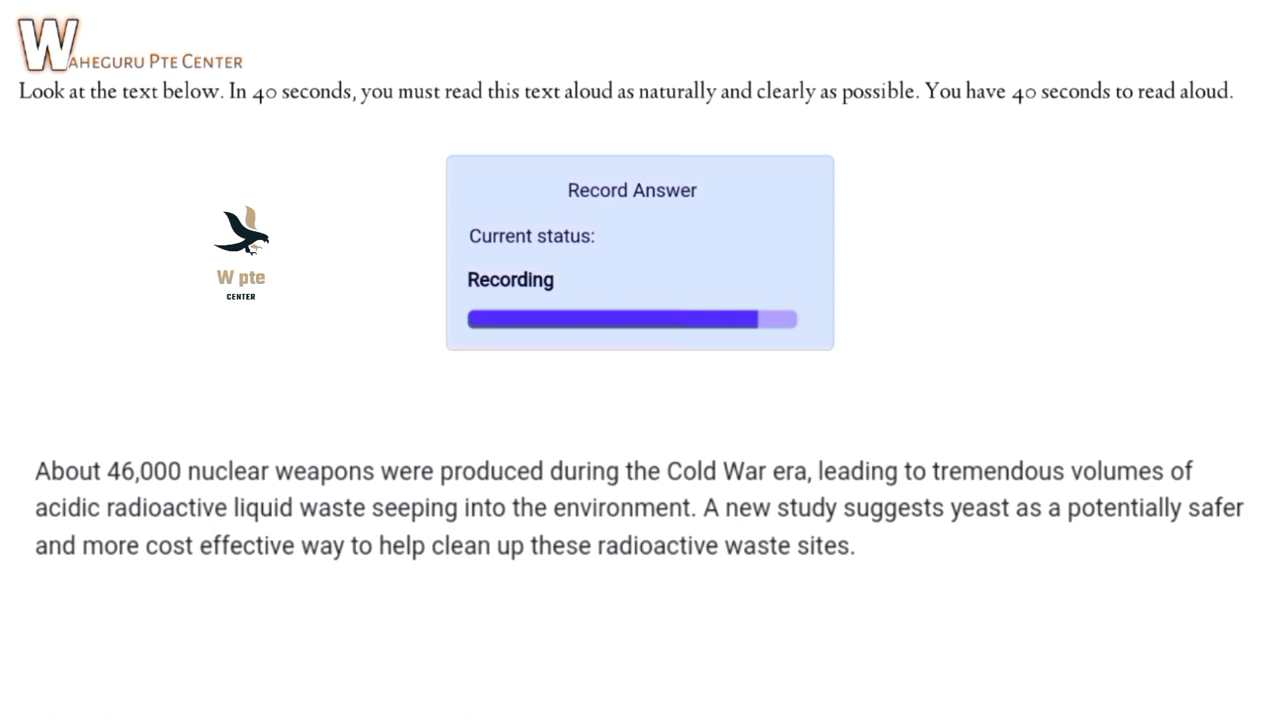 WAHEGURU PTE CENTER
Look at the text below. In 40 seconds, you must read this text aloud as naturally and clearly as possible. You have 40 seconds to read aloud.
Record Answer
Current status:
Recording
W pte
CENTER
About 46,000 nuclear weapons were produced during the Cold War era, leading to tremendous volumes of
acidic radioactive liquid waste seeping into the environment. A new study suggests yeast as a potentially safer
and more cost effective way to help clean up these radioactive waste sites.